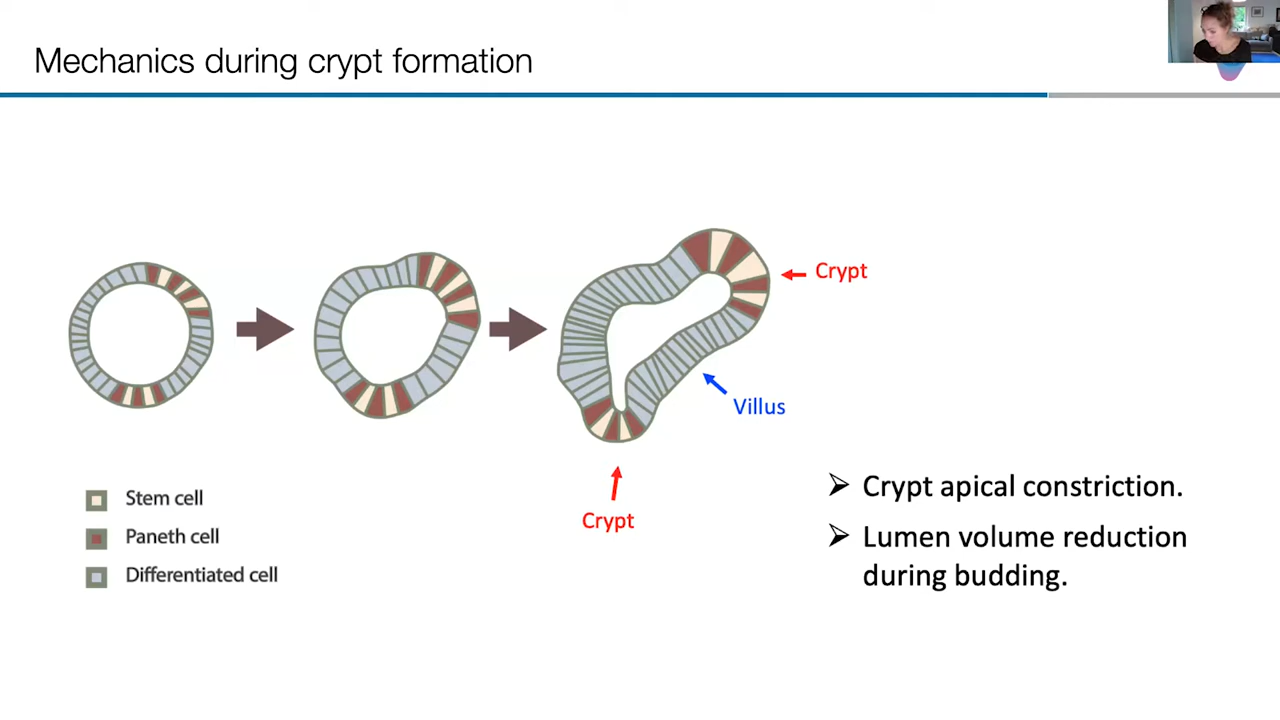 Mechanics during crypt formation
Crypt
Villus
Crypt
Stem cell
Paneth cell
Differentiated cell
➢ Crypt apical constriction.
➢ Lumen volume reduction
during budding.